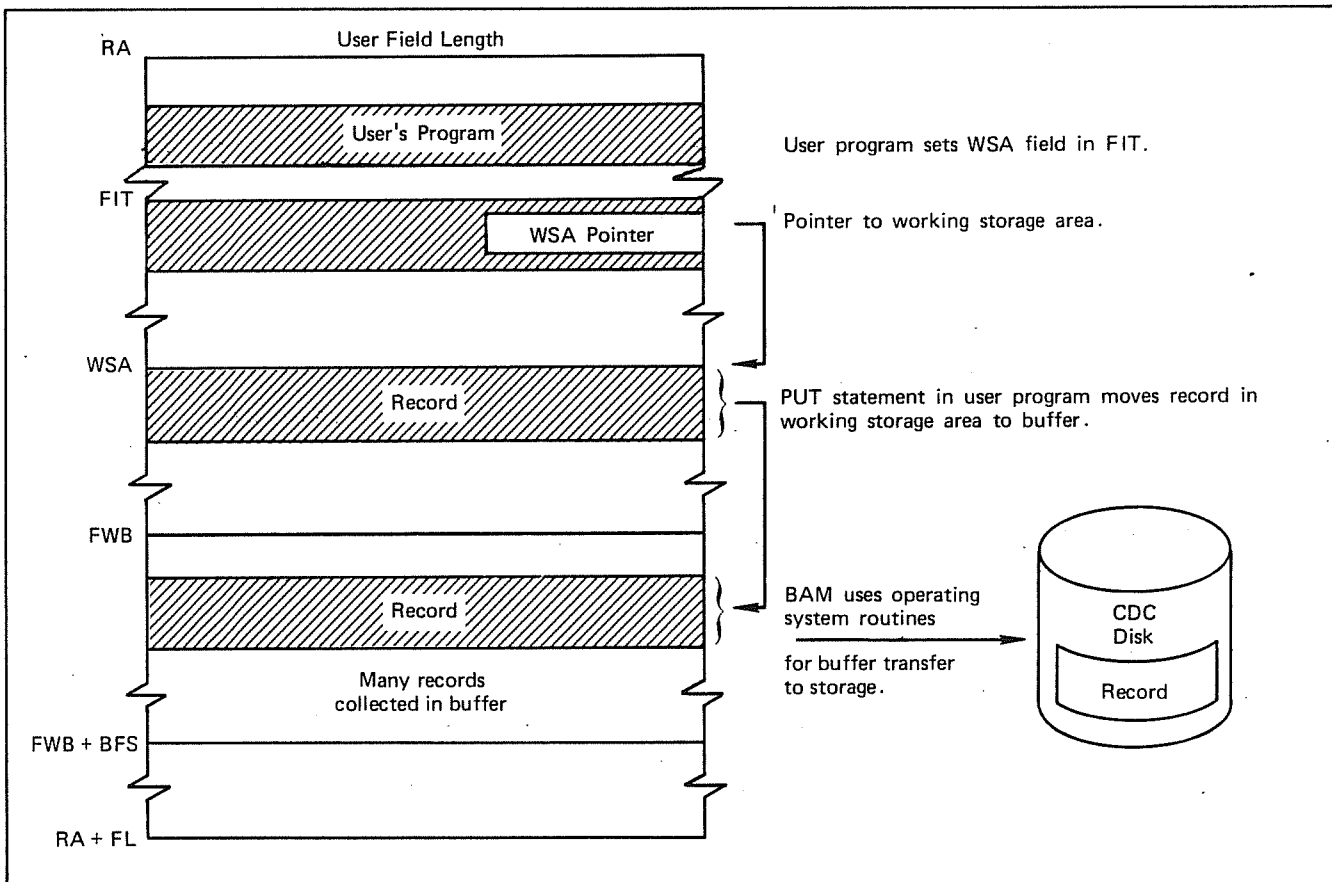 User Field Length
RA
User's Program
User program sets WSA field in FIT.
FIT
WSA Pointer
Pointer to working storage area.
WSA
Record
PUT statement in user program moves record in
working storage area to buffer.
FWB
Record
BAM uses operating
system routines
for buffer transfer
to storage.
CDC
Disk
Record
Many records
collected in buffer
FWB + BFS
RA + FL